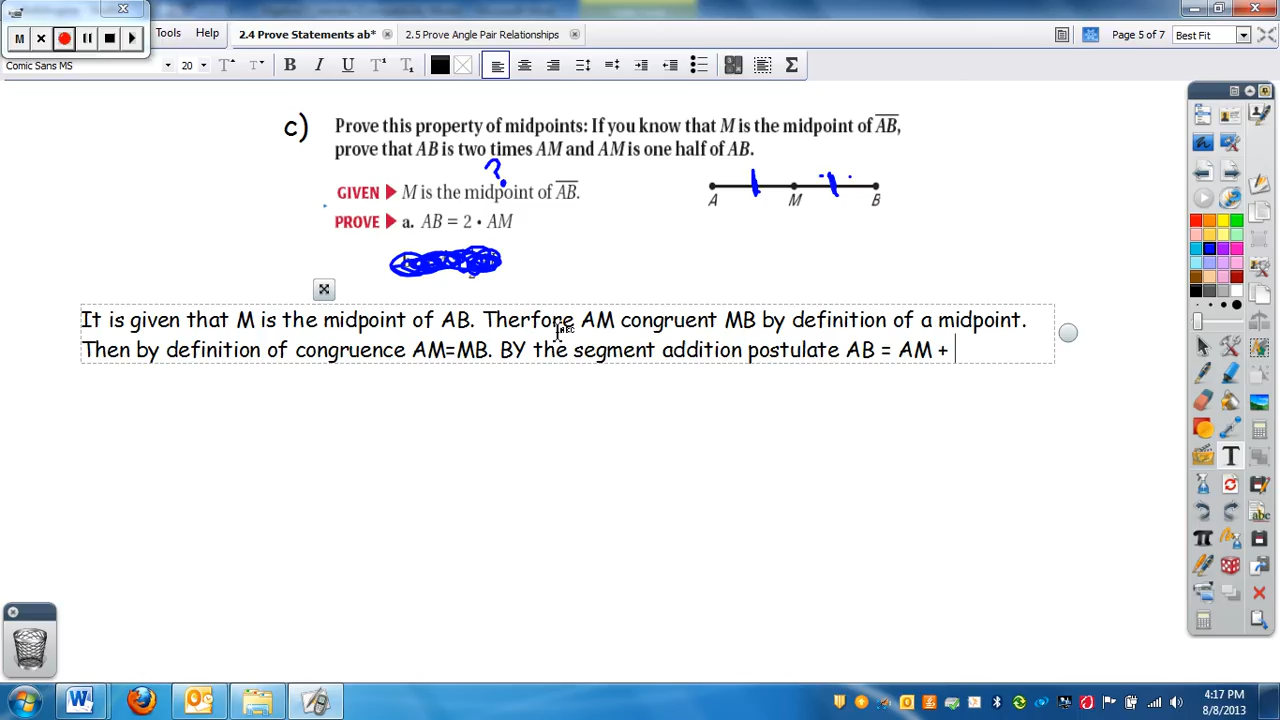 Tools Help 2.4 Prove Statements ab* 2.5 Prove Angle Pair Relationships Page 5 of 7 Best Fit
Comic Sans MS 20 B I U
c) Prove this property of midpoints: If you know that M is the midpoint of AB,
prove that AB is two times AM and AM is one half of AB.
?
GIVEN M is the midpoint of AB.
PROVE a. AB = 2 • AM
A M B
It is given that M is the midpoint of AB. Therfore AM congruent MB by definition of a midpoint.
Then by definition of congruence AM=MB. BY the segment addition postulate AB = AM +
4:17 PM
8/8/2013